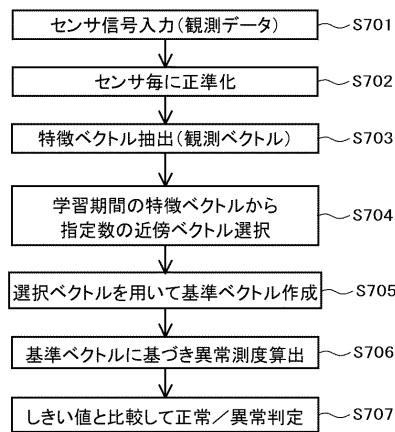 センサ信号入力(観測データ) S701
センサ毎に正準化 S702
特徴ベクトル抽出(観測ベクトル) S703
学習期間の特徴ベクトルから
指定数の近傍ベクトル選択 S704
選択ベクトルを用いて基準ベクトル作成 S705
基準ベクトルに基づき異常測度算出 S706
しきい値と比較して正常/異常判定 S707